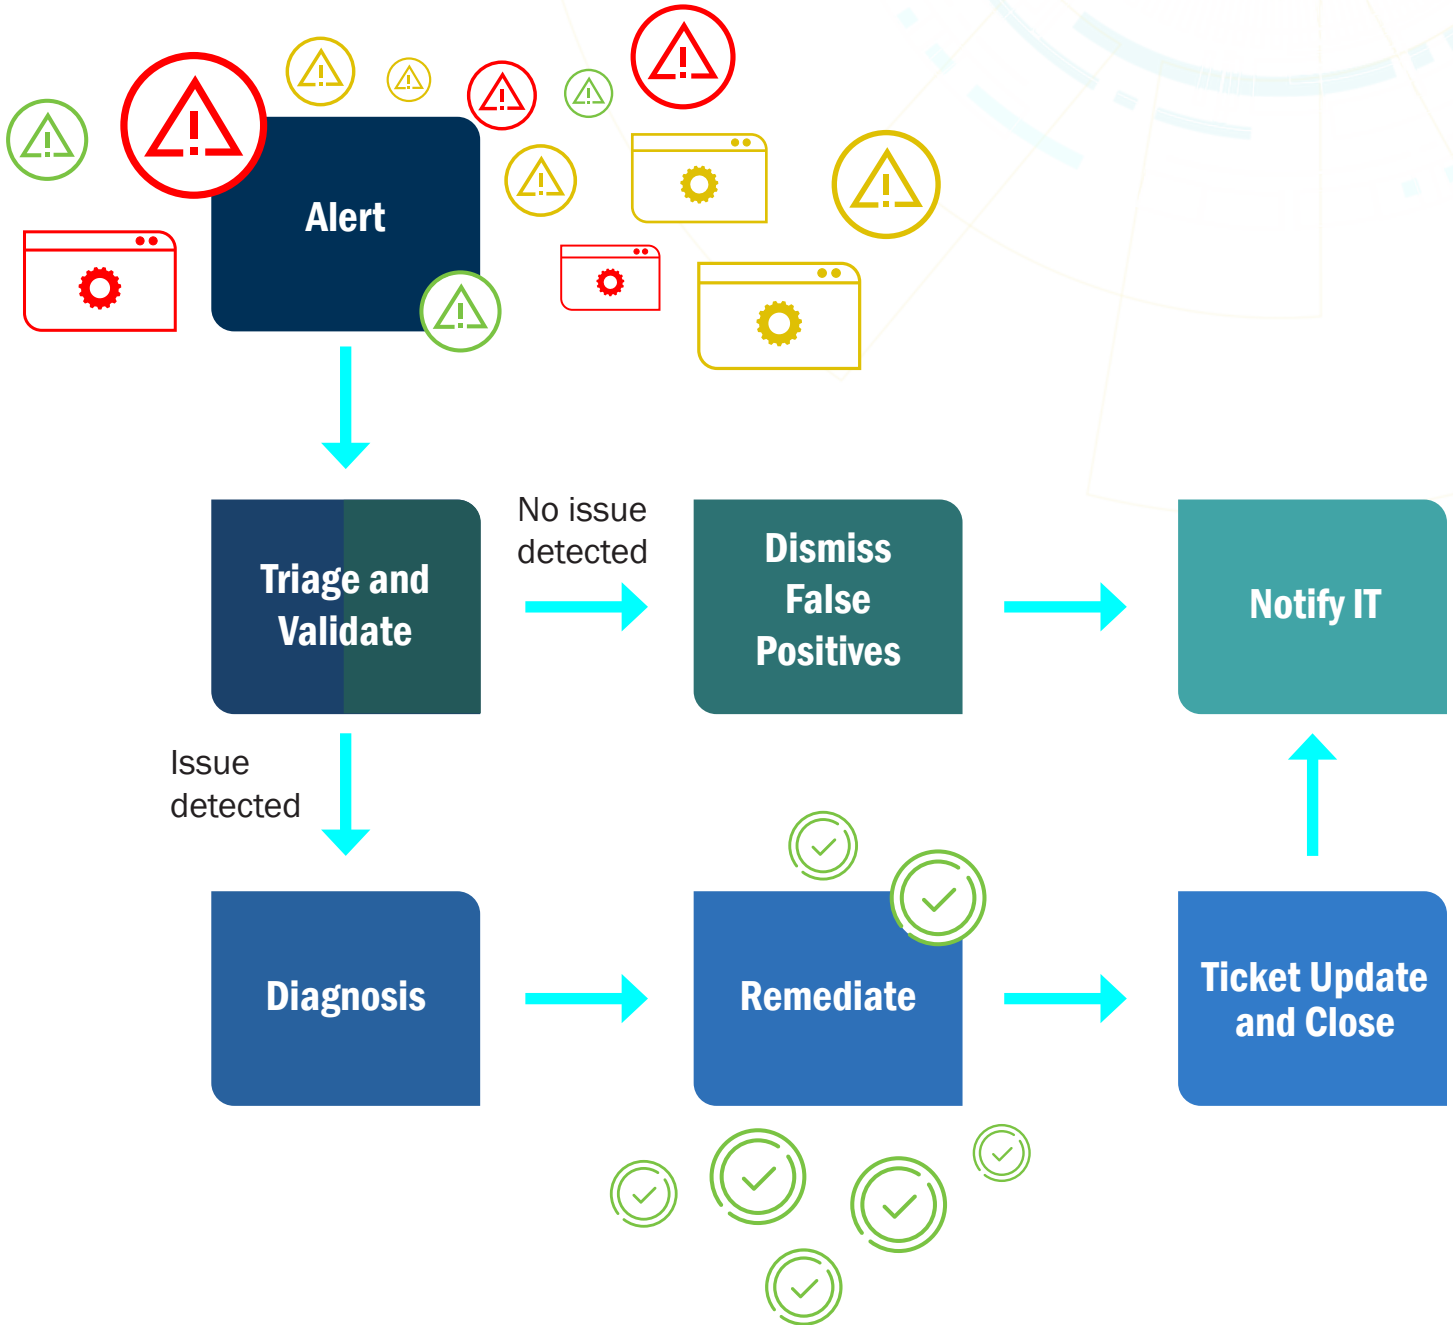 Alert
Triage and
Validate
No issue
detected
Dismiss
False
Positives
Notify IT
Issue
detected
Diagnosis
Remediate
Ticket Update
and Close